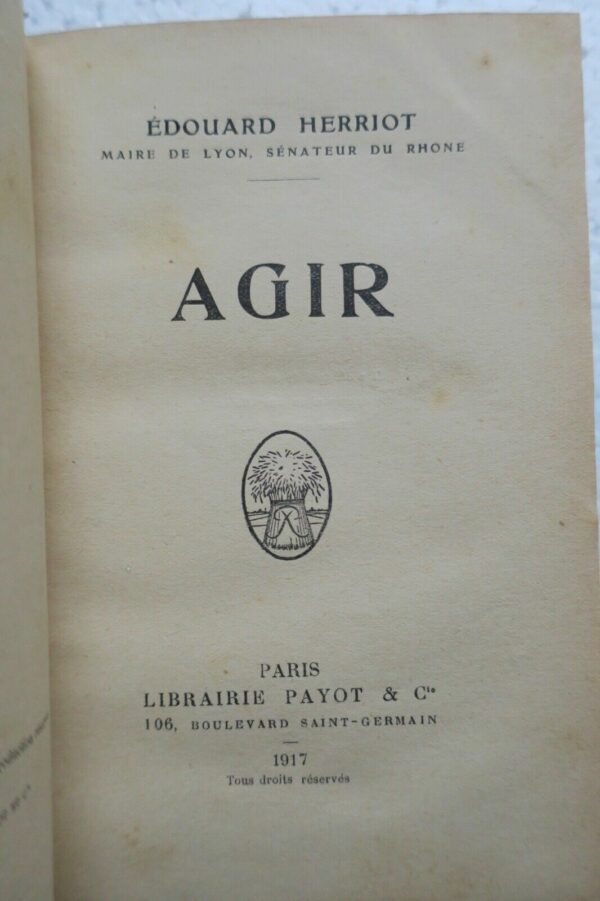 ÉDOUARD HERRIOT
MAIRE DE LYON, SÉNATEUR DU RHONE
AGIR
PARIS
LIBRAIRIE PAYOT & Cie
106, BOULEVARD SAINT-GERMAIN
1917
Tous droits réservés